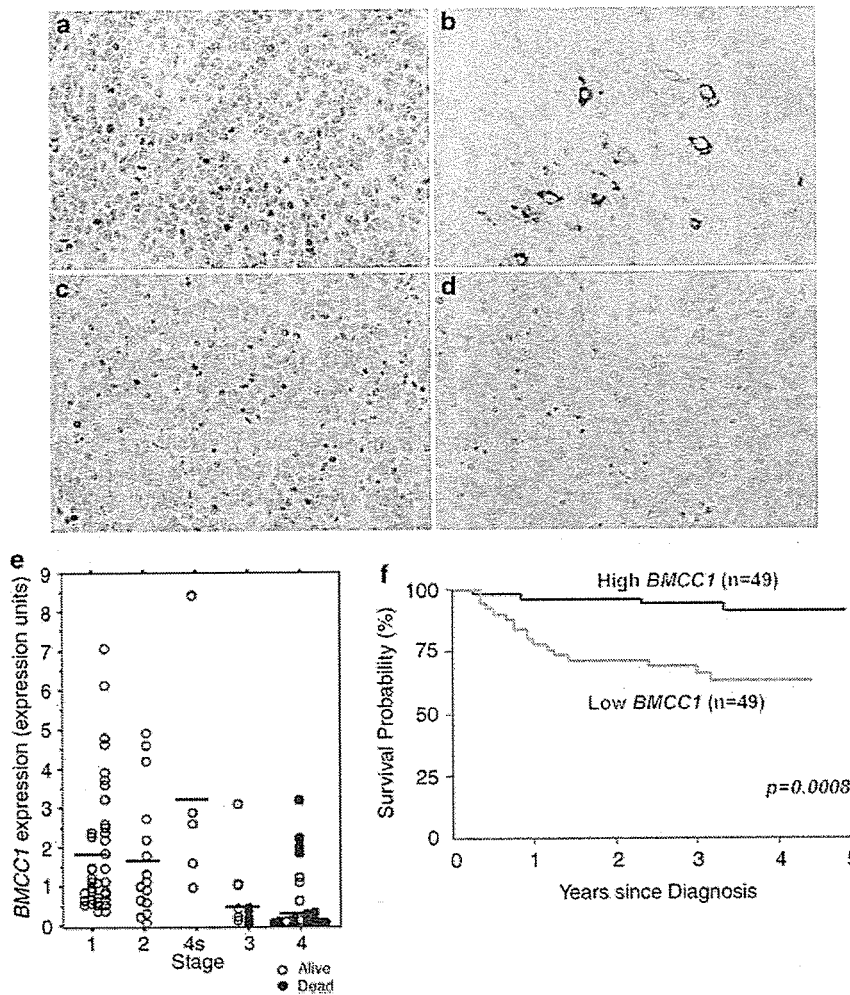 a
b
c
d
e
BMCC1 expression (expression units)
9
8
7
6
5
4
3
2
1
0
1 2 4s 3 4
Stage
Alive
Dead
f
Survival Probability (%)
100
75
50
25
0
High BMCC1 (n=49)
Low BMCC1 (n=49)
p=0.0008
0 1 2 3 4 5
Years since Diagnosis